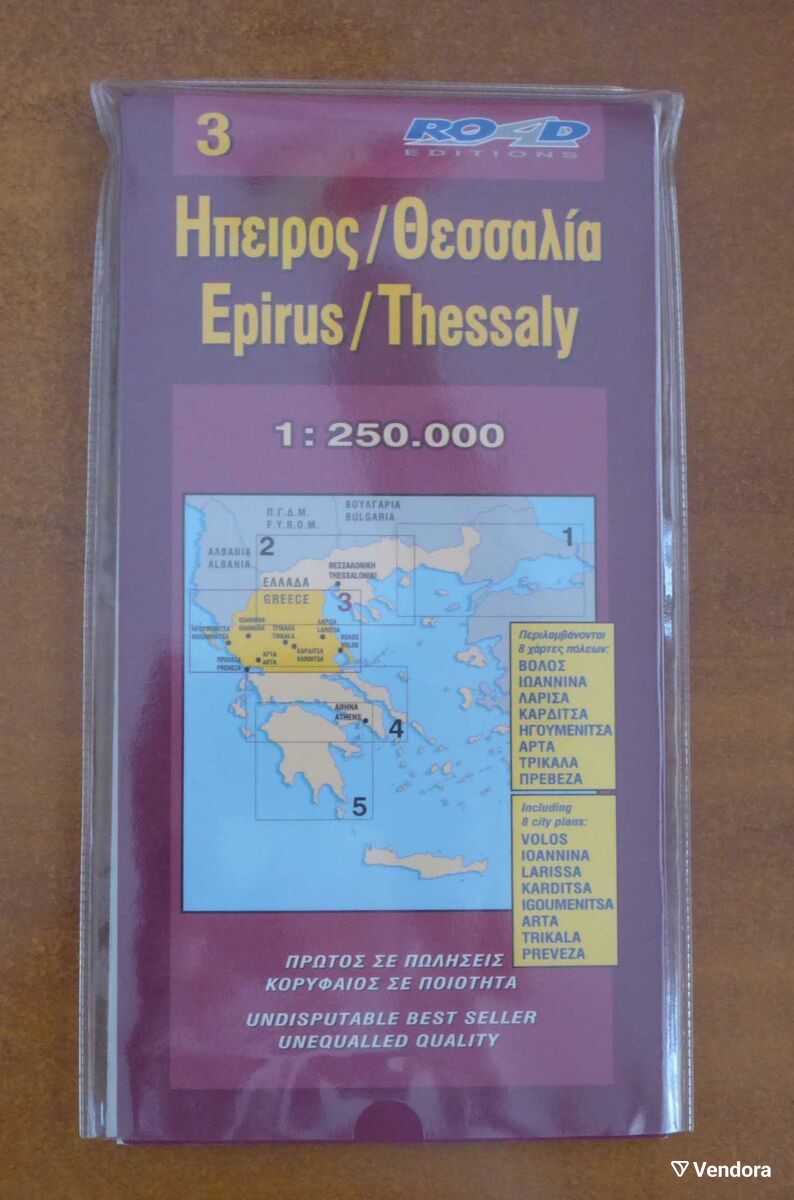 3
ROAD
EDITIONS
Ηπειρος/Θεσσαλία
Epirus/Thessaly
1: 250.000
Π.Γ.Δ.Μ.
F.Y.R.O.M.
ΒΟΥΛΓΑΡΙΑ
BULGARIA
1
2
ΑΛΒΑΝΙΑ
ALBANIA
ΘΕΣΣΑΛΟΝΙΚΗ
THESSALONIKI
ΕΛΛΑΔΑ
GREECE
3
ΗΓΟΥΜΕΝΙΤΣΑ
IGOUMENITSA
ΙΩΑΝΝΙΝΑ
IOANNINA
ΤΡΙΚΑΛΑ
TRIKALA
ΛΑΡΙΣΑ
LARISSA
ΒΟΛΟΣ
VOLOS
ΚΑΡΔΙΤΣΑ
KARDITSA
ΑΡΤΑ
ARTA
ΠΡΕΒΕΖΑ
PREVEZA
ΑΘΗΝΑ
ATHENS
4
5
Περιλαμβάνονται
8 χάρτες πόλεων:
ΒΟΛΟΣ
ΙΩΑΝΝΙΝΑ
ΛΑΡΙΣΑ
ΚΑΡΔΙΤΣΑ
ΗΓΟΥΜΕΝΙΤΣΑ
ΑΡΤΑ
ΤΡΙΚΑΛΑ
ΠΡΕΒΕΖΑ
Including
8 city plans:
VOLOS
IOANNINA
LARISSA
KARDITSA
IGOUMENITSA
ARTA
TRIKALA
PREVEZA
ΠΡΩΤΟΣ ΣΕ ΠΩΛΗΣΕΙΣ
ΚΟΡΥΦΑΙΟΣ ΣΕ ΠΟΙΟΤΗΤΑ
UNDISPUTABLE BEST SELLER
UNEQUALLED QUALITY
Vendora